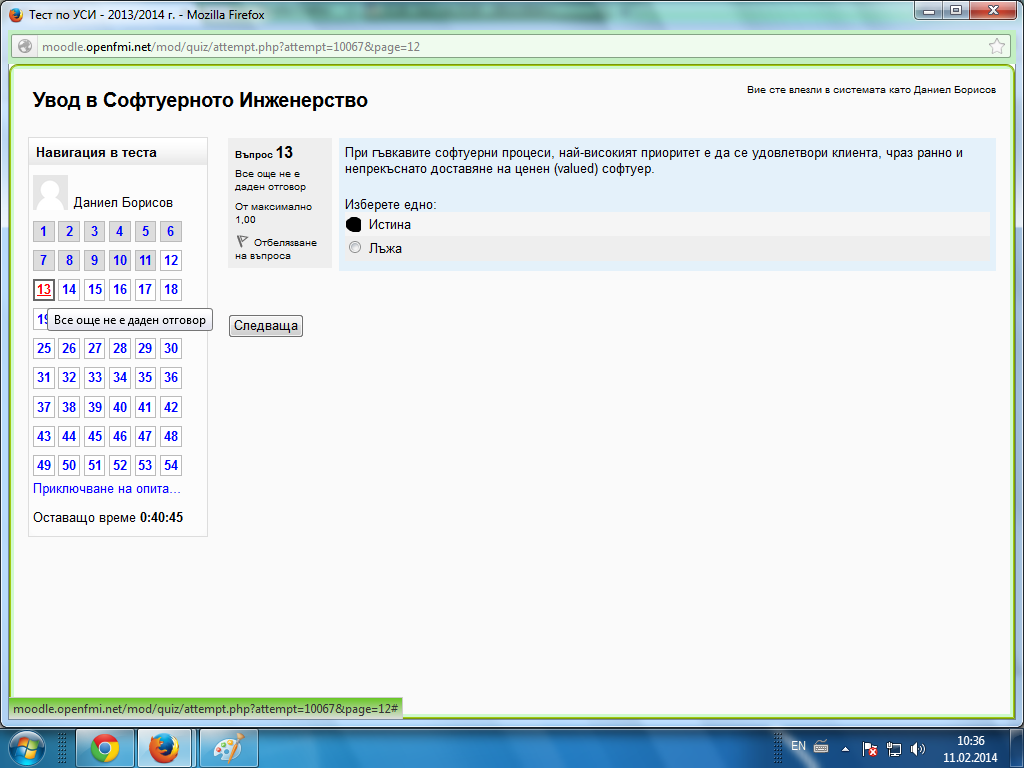 Тест по УСИ - 2013/2014 г. - Mozilla Firefox
moodle.openfmi.net/mod/quiz/attempt.php?attempt=10067&page=12
Увод в Софтуерното Инженерство
Вие сте влезли в системата като Даниел Борисов
Навигация в теста
Даниел Борисов
1 2 3 4 5 6
7 8 9 10 11 12
13 14 15 16 17 18
19
Все още не е даден отговор
25 26 27 28 29 30
31 32 33 34 35 36
37 38 39 40 41 42
43 44 45 46 47 48
49 50 51 52 53 54
Приключване на опита...
Оставащо време 0:40:45
Въпрос 13
Все още не е
даден отговор
От максимално
1,00
Отбелязване
на въпроса
При гъвкавите софтуерни процеси, най-високият приоритет е да се удовлетвори клиента, чраз ранно и
непрекъснато доставяне на ценен (valued) софтуер.
Изберете едно:
Истина
Лъжа
Следваща
moodle.openfmi.net/mod/quiz/attempt.php?attempt=10067&page=12#
EN
10:36
11.02.2014